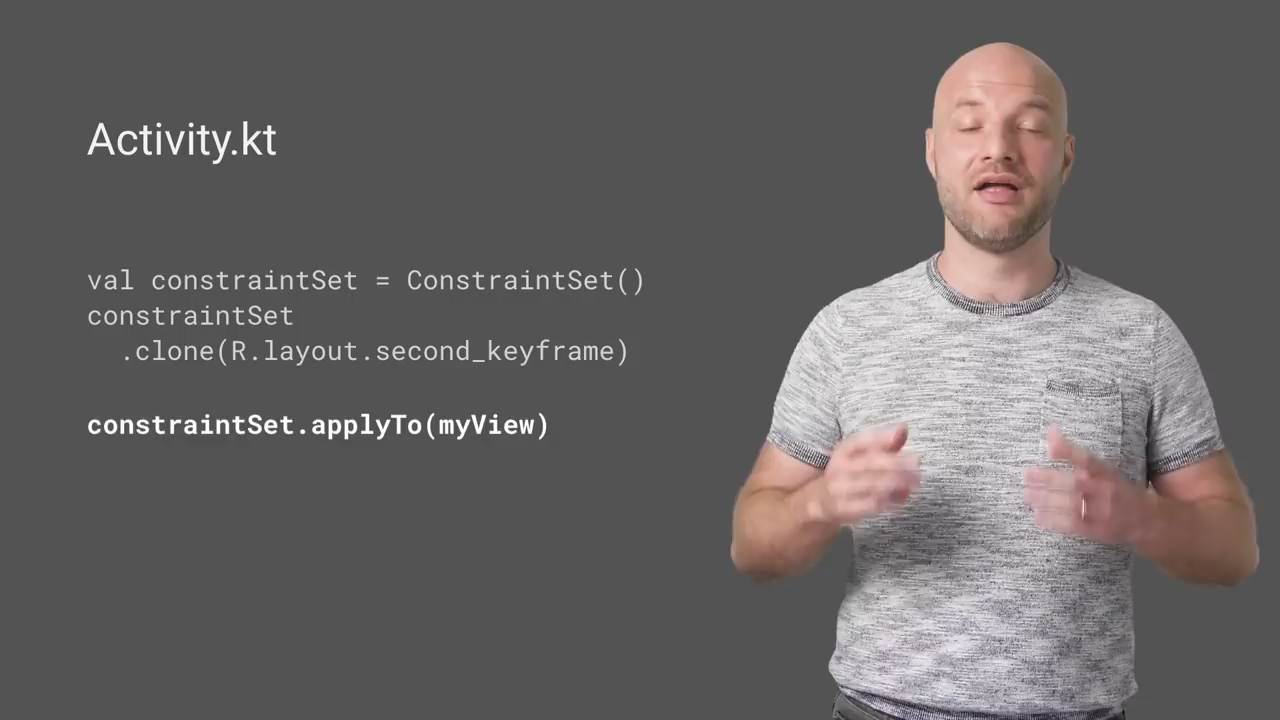 Activity.kt
val constraintSet = ConstraintSet()
constraintSet
.clone(R.layout.second_keyframe)
constraintSet.applyTo(myView)